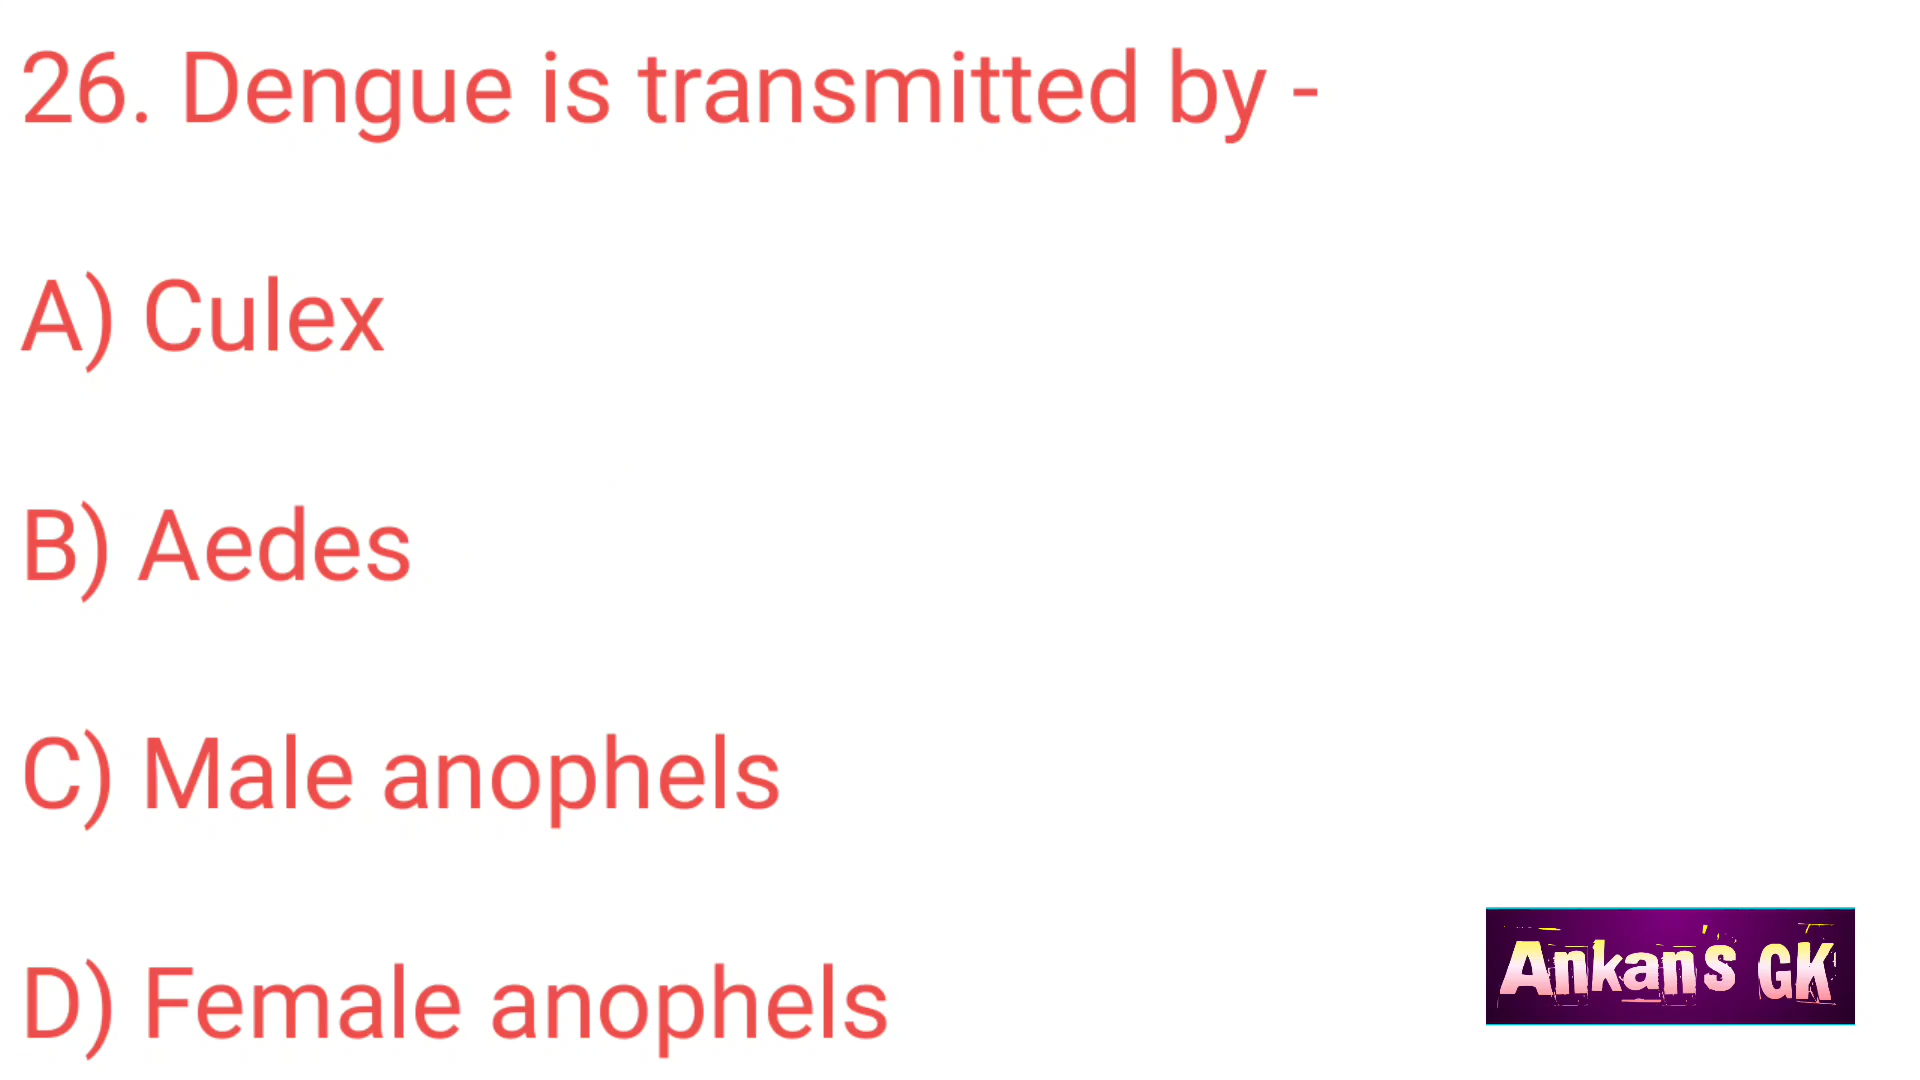 26. Dengue is transmitted by -
A) Culex
B) Aedes
C) Male anophels
D) Female anophels
Ankan's GK